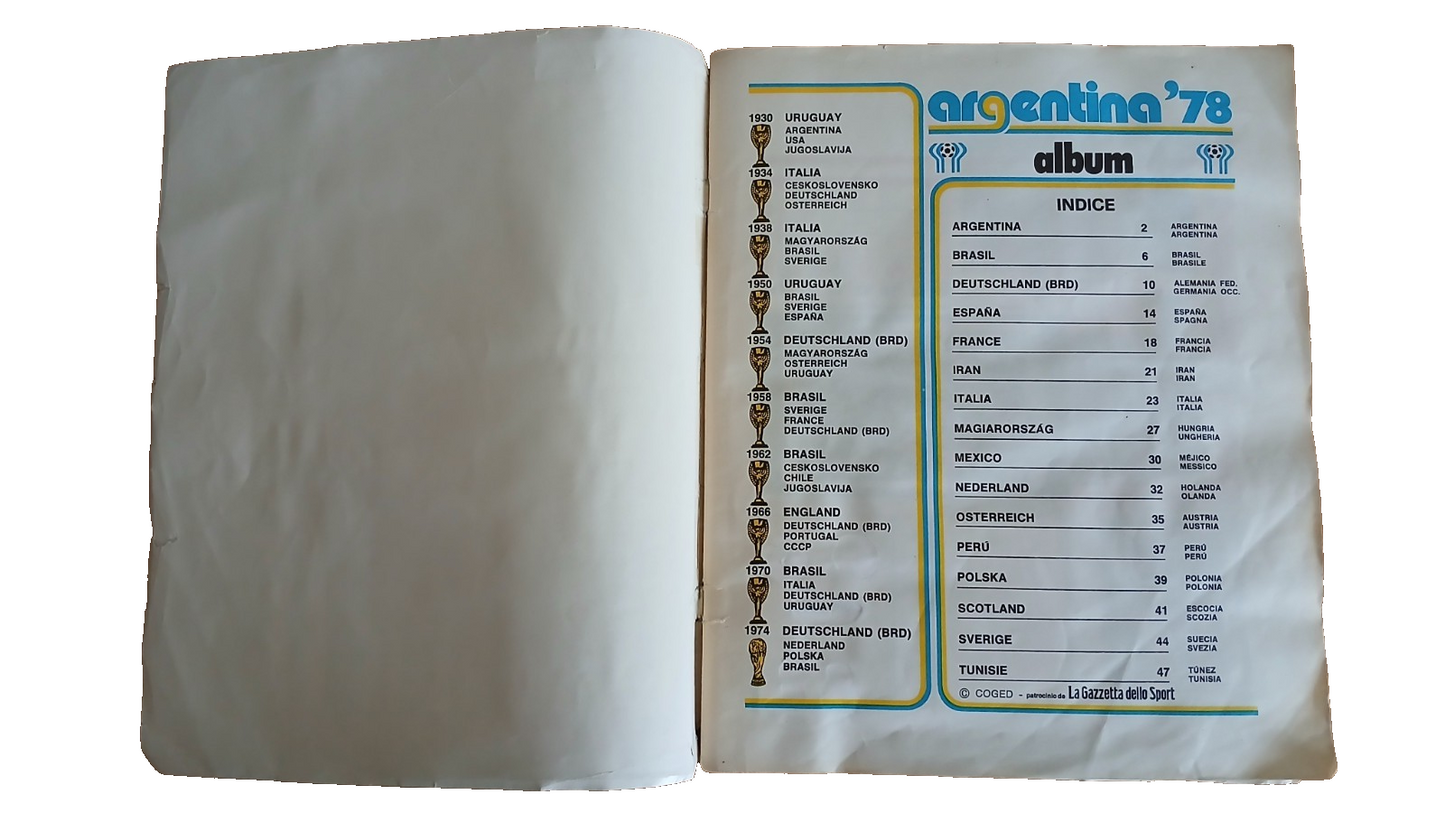 1930 URUGUAY
ARGENTINA
USA
JUGOSLAVIJA
1934 ITALIA
CESKOSLOVENSKO
DEUTSCHLAND
OSTERREICH
1938 ITALIA
MAGYARORSZÁG
BRASIL
SVERIGE
1950 URUGUAY
BRASIL
SVERIGE
ESPAÑA
1954 DEUTSCHLAND (BRD)
MAGYARORSZÁG
OSTERREICH
URUGUAY
1958 BRASIL
SVERIGE
FRANCE
DEUTSCHLAND (BRD)
1962 BRASIL
CESKOSLOVENSKO
CHILE
JUGOSLAVIJA
1966 ENGLAND
DEUTSCHLAND (BRD)
PORTUGAL
CCCP
1970 BRASIL
ITALIA
DEUTSCHLAND (BRD)
URUGUAY
1974 DEUTSCHLAND (BRD)
NEDERLAND
POLSKA
BRASIL
argentina '78
album
INDICE
ARGENTINA 2 ARGENTINA
ARGENTINA
BRASIL 6 BRASIL
BRASILE
DEUTSCHLAND (BRD) 10 ALEMANIA FED.
GERMANIA OCC.
ESPAÑA 14 ESPAÑA
SPAGNA
FRANCE 18 FRANCIA
FRANCIA
IRAN 21 IRAN
IRAN
ITALIA 23 ITALIA
ITALIA
MAGIARORSZÁG 27 HUNGRIA
UNGHERIA
MEXICO 30 MÉJICO
MESSICO
NEDERLAND 32 HOLANDA
OLANDA
OSTERREICH 35 AUSTRIA
AUSTRIA
PERÚ 37 PERÚ
PERÚ
POLSKA 39 POLONIA
POLONIA
SCOTLAND 41 ESCOCIA
SCOZIA
SVERIGE 44 SUECIA
SVEZIA
TUNISIE 47 TÚNEZ
TUNISIA
© COGED - patrocinio de La Gazzetta dello Sport